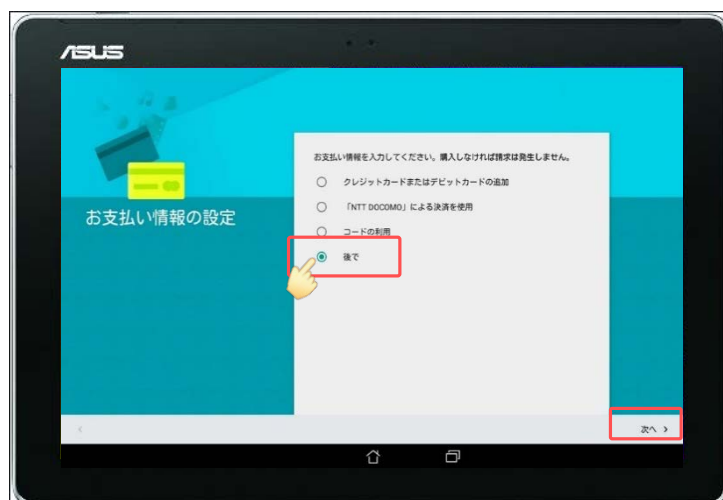 ASUS
お支払い情報の設定
お支払い情報を入力してください。購入しなければ請求は発生しません。
クレジットカードまたはデビットカードの追加
「NTT DOCOMO」による決済を使用
コードの利用
後で
次へ